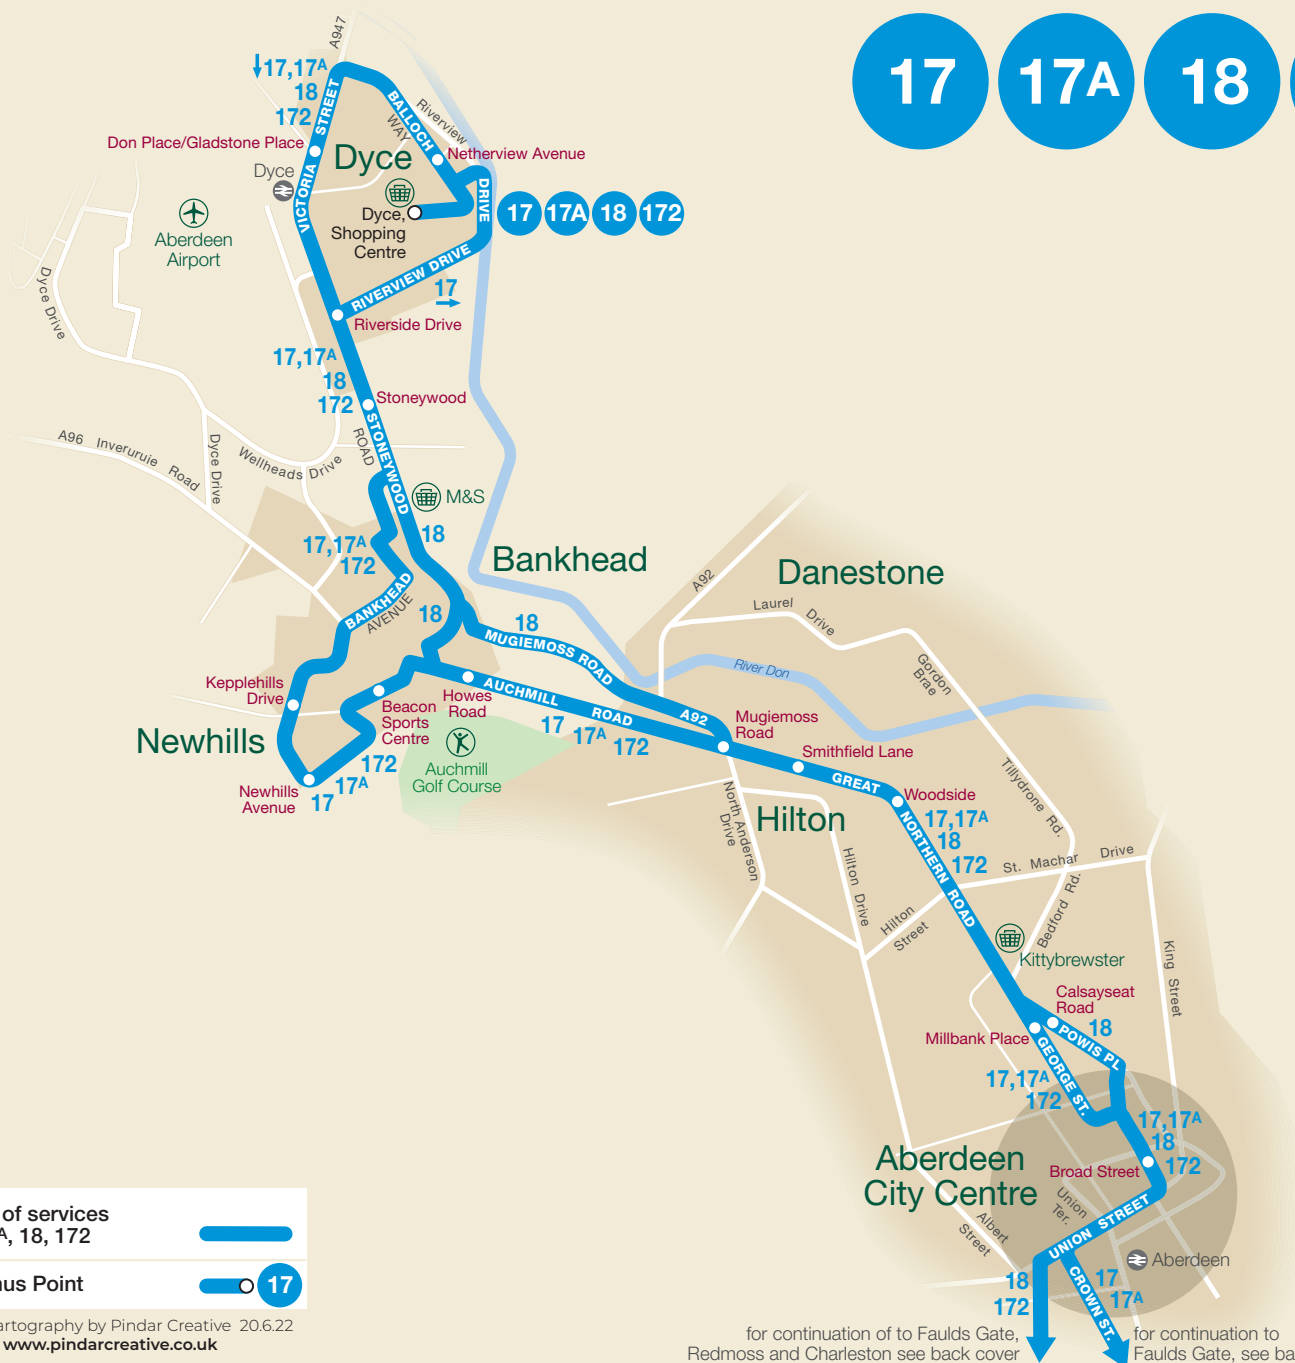 17
17A
18
A947
17,17A
18
172
VICTORIA STREET
BALLOCH
WAY
Riverview
DRIVE
Don Place/Gladstone Place
Dyce
Netherview Avenue
Dyce
Dyce,
Shopping
Centre
17
17A
18
172
Aberdeen
Airport
Dyce Drive
RIVERVIEW DRIVE
17
Riverside Drive
17,17A
18
172
Stoneywood
STONEYWOOD
ROAD
A96 Inveruruie Road
Dyce Drive
Wellheads Drive
M&S
18
17,17A
172
Bankhead
BANKHEAD
AVENUE
18
18
MUGIEMOSS ROAD
A92
A92
Danestone
Laurel Drive
River Don
Gordon
Brae
Tillydrone Rd.
Kepplehills
Drive
Beacon
Sports
Centre
Howes
Road
AUCHMILL ROAD
17
17A
172
Mugiemoss
Road
Smithfield Lane
Newhills
172
17A
17
Newhills
Avenue
Auchmill
Golf Course
GREAT
NORTHERN ROAD
Woodside
17,17A
18
172
Hilton
North Anderson
Drive
Hilton Drive
Hilton
Street
St. Machar Drive
Bedford Rd.
King Street
Kittybrewster
Calsayseat
Road
18
POWIS PL
Millbank Place
GEORGE ST.
17,17A
172
17,17A
18
172
Aberdeen
City Centre
Broad Street
Union
Ter.
UNION STREET
Albert
Street
Aberdeen
18
172
CROWN ST.
17
17A
for continuation of to Faulds Gate,
Redmoss and Charleston see back cover
for continuation to
Faulds Gate, see ba
of services
A, 18, 172
us Point
17
artography by Pindar Creative 20.6.22
www.pindarcreative.co.uk